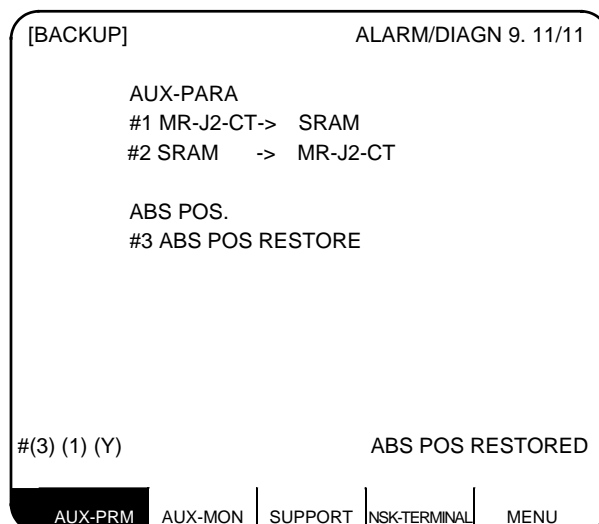 [BACKUP] ALARM/DIAGN 9. 11/11
AUX-PARA
#1 MR-J2-CT-> SRAM
#2 SRAM -> MR-J2-CT
ABS POS.
#3 ABS POS RESTORE
#(3) (1) (Y) ABS POS RESTORED
AUX-PRM AUX-MON SUPPORT NSK-TERMINAL MENU